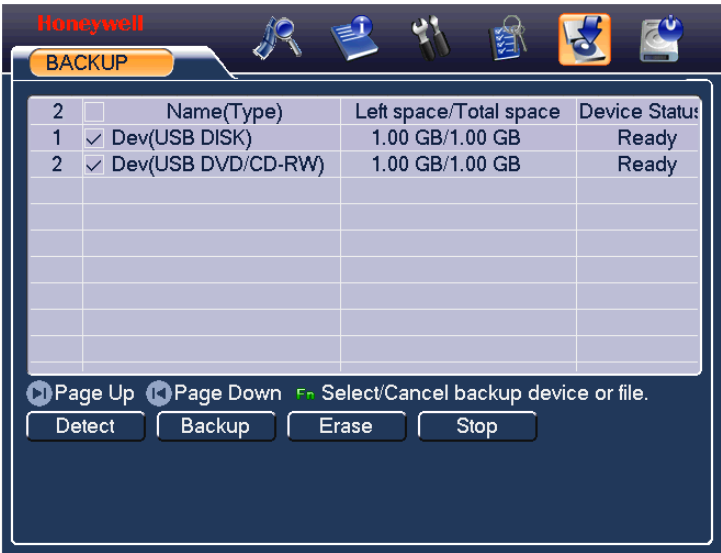 Honeywell
BACKUP
2 Name(Type) Left space/Total space Device Status
1 Dev(USB DISK) 1.00 GB/1.00 GB Ready
2 Dev(USB DVD/CD-RW) 1.00 GB/1.00 GB Ready
Page Up Page Down Fn Select/Cancel backup device or file.
Detect Backup Erase Stop